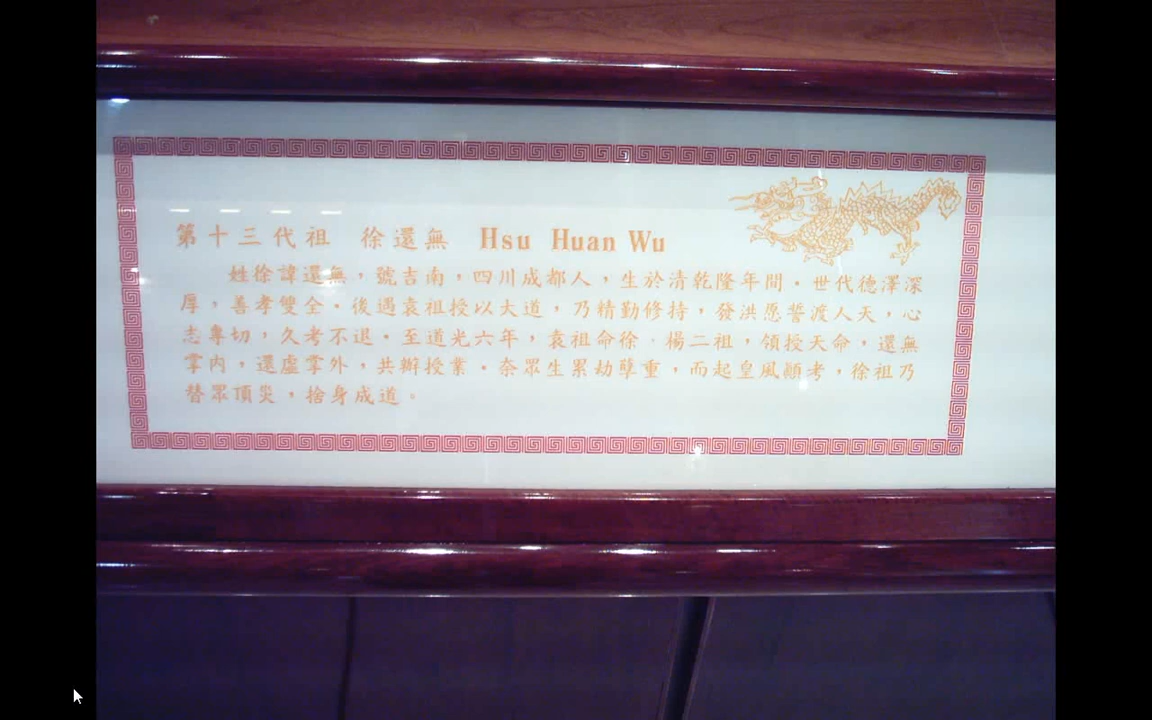 第十三代祖 徐還無 Hsu Huan Wu
姓徐諱還無，號吉南，四川成都人，生於清乾隆年間．世代德澤深
厚，善孝雙全．後遇袁祖授以大道，乃精勤修持，發洪愿誓渡人天，心
志專切，久考不退．至道光六年，袁祖命徐．楊二祖，領授天命，還無
掌內，還虛掌外，共辦授業．奈眾生累劫孽重，而起皇風顯考，徐祖乃
替眾頂災，捨身成道。